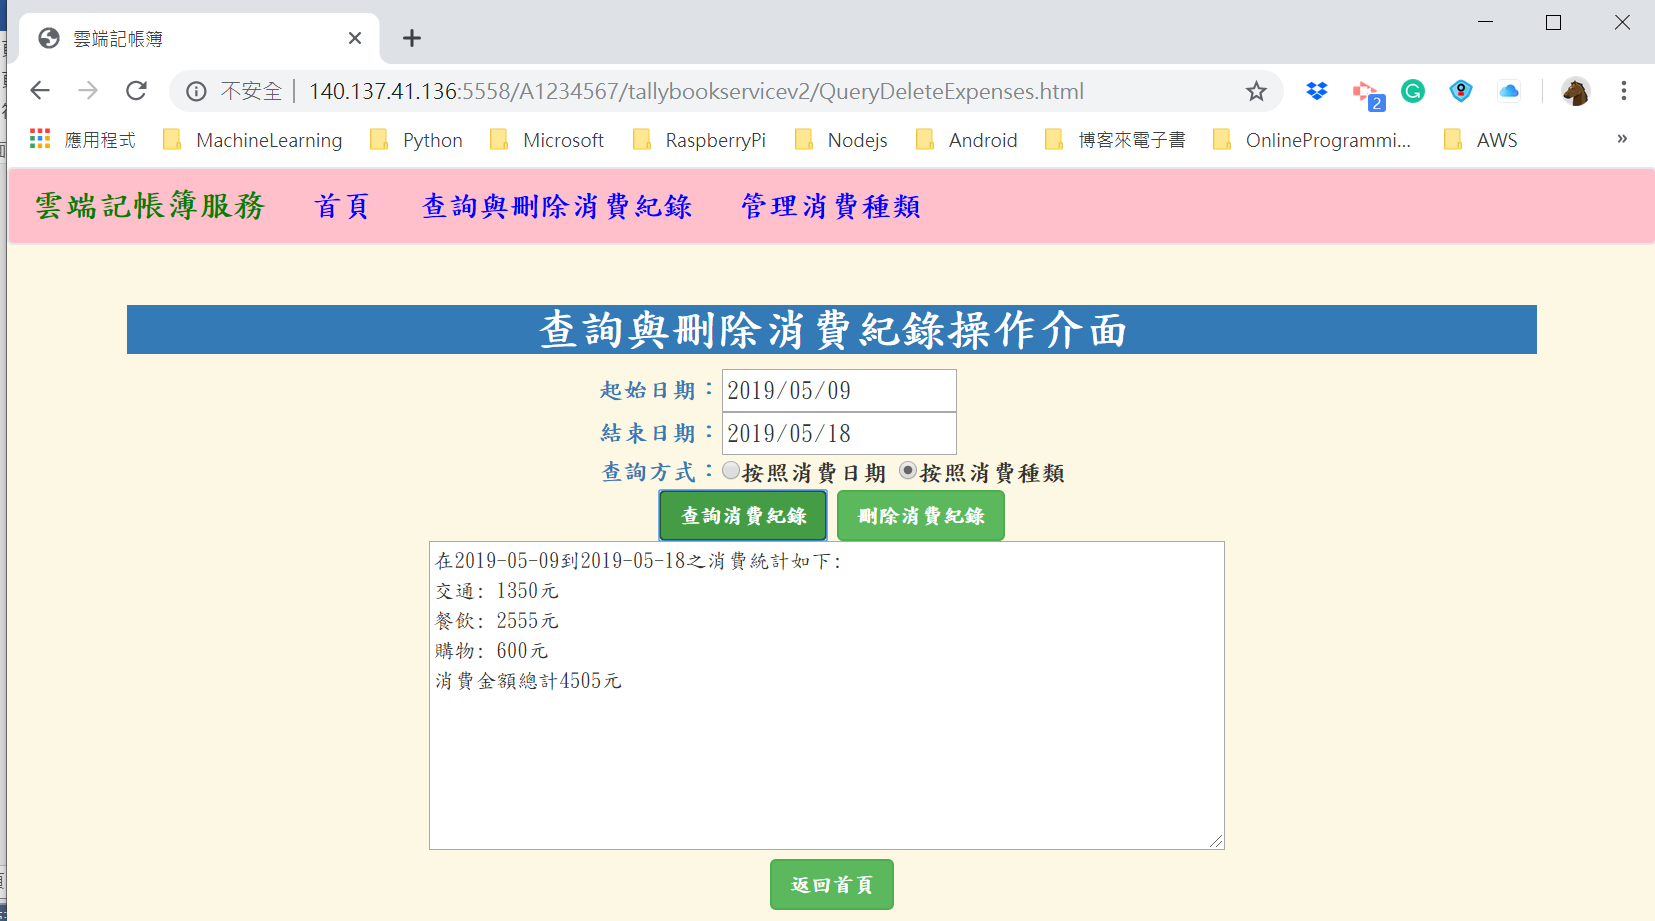 雲端記帳簿
不安全 140.137.41.136:5558/A1234567/tallybookservicev2/QueryDeleteExpenses.html
2
應用程式 MachineLearning Python Microsoft RaspberryPi Nodejs Android 博客來電子書 OnlineProgrammi... AWS »
雲端記帳簿服務 首頁 查詢與刪除消費紀錄 管理消費種類
查詢與刪除消費紀錄操作介面
起始日期：2019/05/09
結束日期：2019/05/18
查詢方式：按照消費日期 按照消費種類
查詢消費紀錄 刪除消費紀錄
在2019-05-09到2019-05-18之消費統計如下:
交通: 1350元
餐飲: 2555元
購物: 600元
消費金額總計4505元
返回首頁